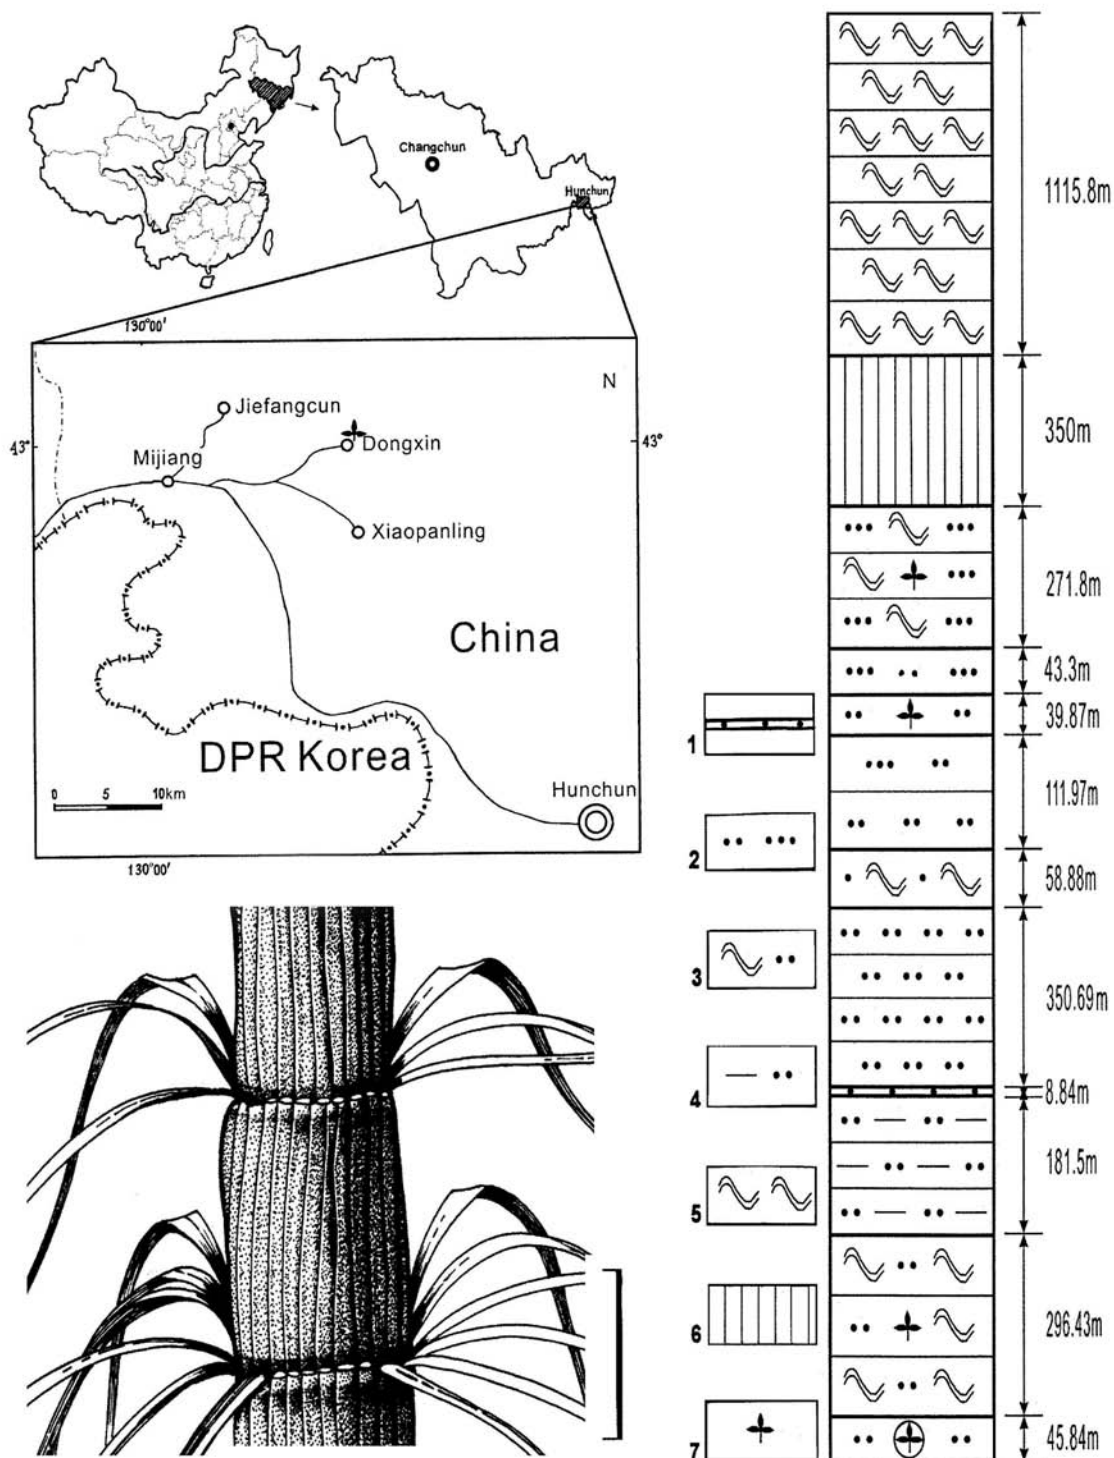 Changchun
Hunchun
130°00'
N
Jiefangcun
43°
Dongxin
43°
Mijiang
Xiaopanling
China
DPR Korea
0 5 10km
Hunchun
130°00'
1
2
3
4
5
6
7
1115.8m
350m
271.8m
43.3m
39.87m
111.97m
58.88m
350.69m
8.84m
181.5m
296.43m
45.84m